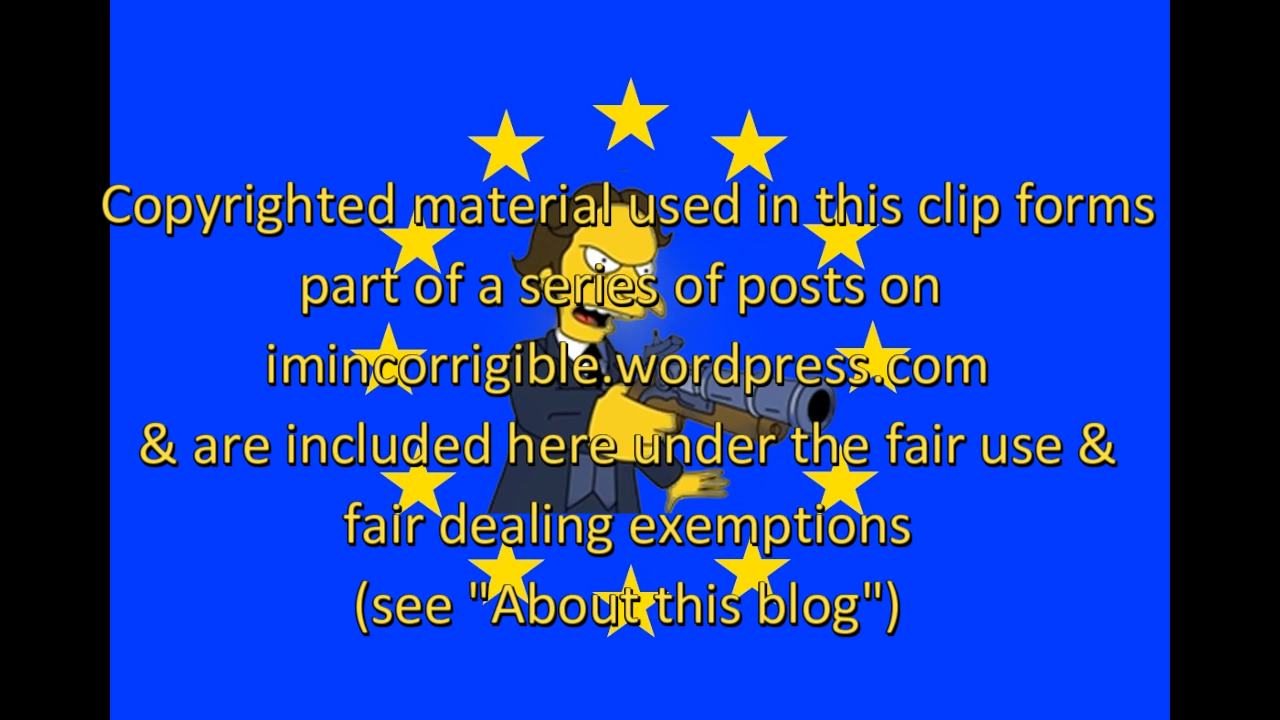 Copyrighted material used in this clip forms
part of a series of posts on
imincorrigible.wordpress.com
& are included here under the fair use &
fair dealing exemptions
(see "About this blog")